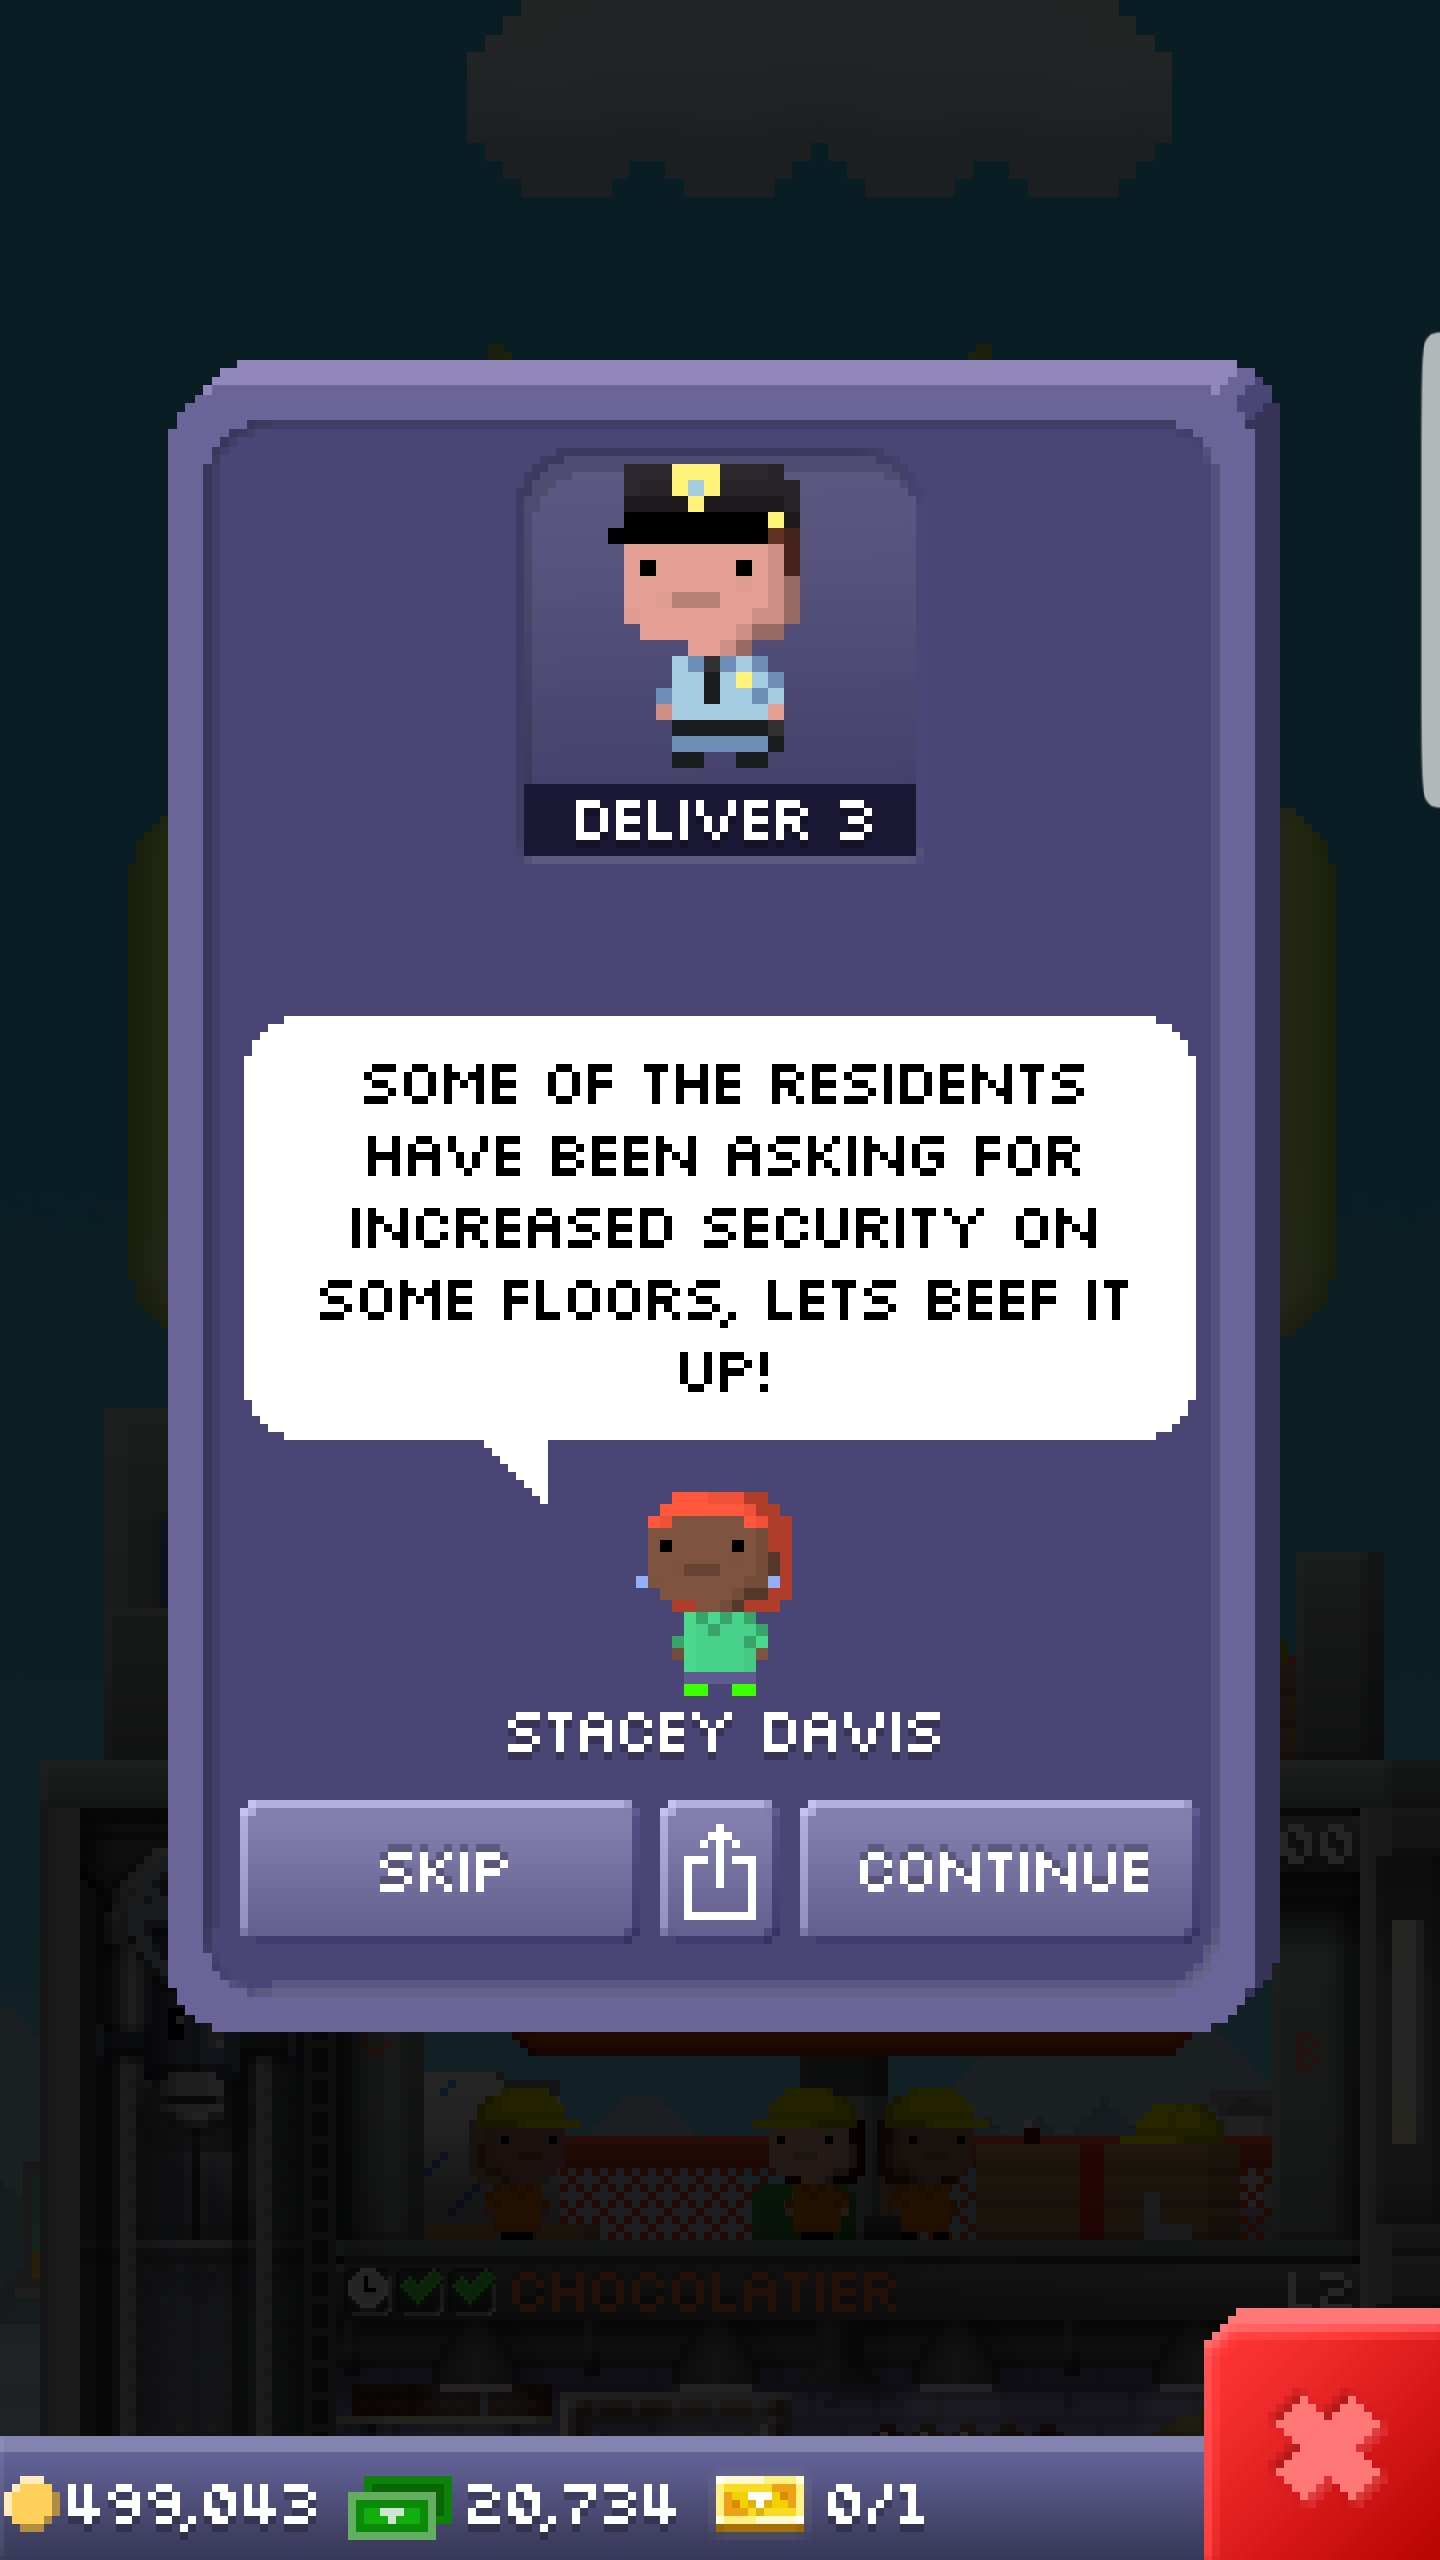 DELIVER 3
SOME OF THE RESIDENTS
HAVE BEEN ASKING FOR
INCREASED SECURITY ON
SOME FLOORS, LETS BEEF IT
UP!
STACEY DAVIS
SKIP
CONTINUE
CHOCOLATIER
L2
499,043
20,734
0/1